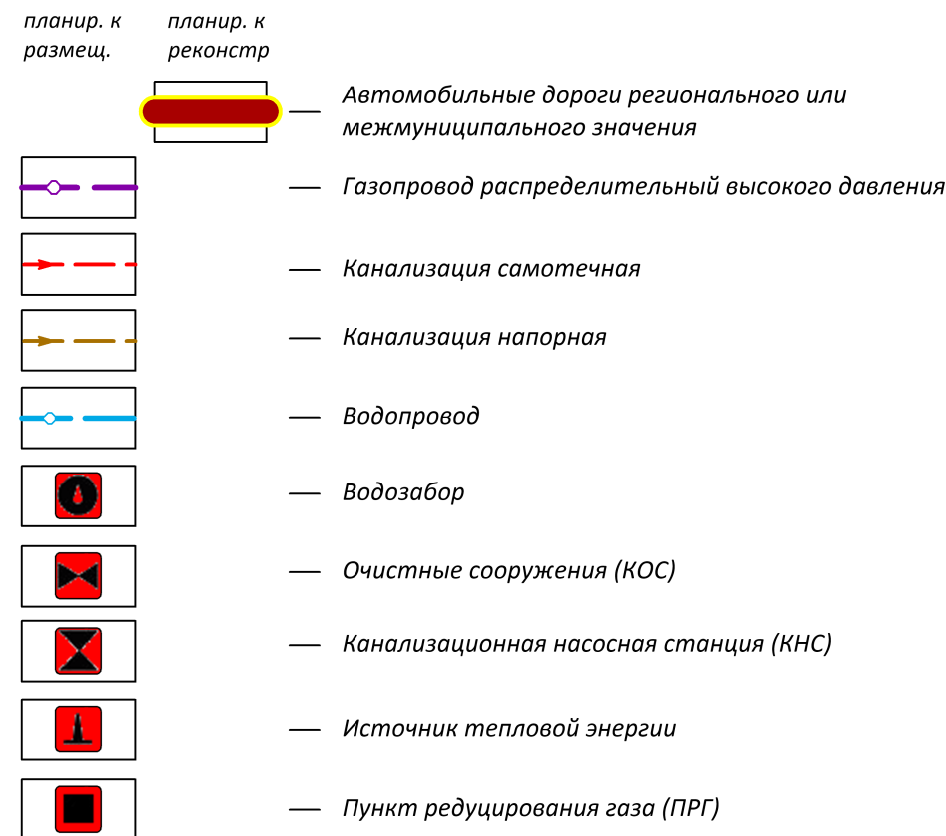 планир. к
размещ.
планир. к
реконстр
Автомобильные дороги регионального или
межмуниципального значения
Газопровод распределительный высокого давления
Канализация самотечная
Канализация напорная
Водопровод
Водозабор
Очистные сооружения (КОС)
Канализационная насосная станция (КНС)
Источник тепловой энергии
Пункт редуцирования газа (ПРГ)